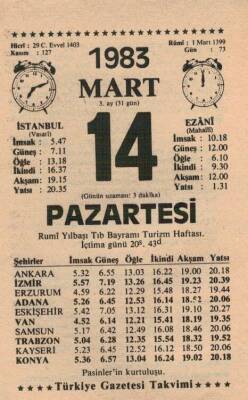 Hicrî : 29 C. Evvel 1403
Kasım : 127
1983
MART
3. ay (31 gün)
Rûmî : 1 Mart 1399
Gün : 73
İSTANBUL
(Vasatî)
İmsak : 5.47
Güneş : 7.11
Öğle : 13.18
İkindi : 16.37
Akşam : 19.15
Yatsı : 20.35
14
EZÂNÎ
(Mahallî)
İmsak : 10.18
Güneş : 12.00
Öğle : 6.10
İkindi : 9.30
Akşam : 12.00
Yatsı : 1.31
(Günün uzaması: 3 dakika)
PAZARTESİ
Rumî Yılbaşı Tıb Bayramı Turizm Haftası.
İçtima günü 20ˢ. 43ᵈ.
Şehirler İmsak Güneş Öğle İkindi Akşam Yatsı
ANKARA 5.32 6.55 13.03 16.22 19.00 20.18
İZMİR 5.57 7.19 13.26 16.45 19.23 20.39
ERZURUM 4.59 6.22 12.29 15.48 18.27 19.44
ADANA 5.26 6.45 12.53 16.14 18.52 20.06
ESKİŞEHİR 5.42 7.05 13.12 16.31 19.10 20.28
VAN 4.52 6.14 12.21 15.41 18.19 19.35
SAMSUN 5.17 6.42 12.49 16.08 18.46 20.06
TRABZON 5.04 6.28 12.35 15.54 18.32 19.52
KAYSERİ 5.23 6.45 12.52 16.12 18.50
KONYA 5.36 6.57 13.04 16.24 19.02 20.18
Pasinler'in kurtuluşu.
Türkiye Gazetesi Takvimi